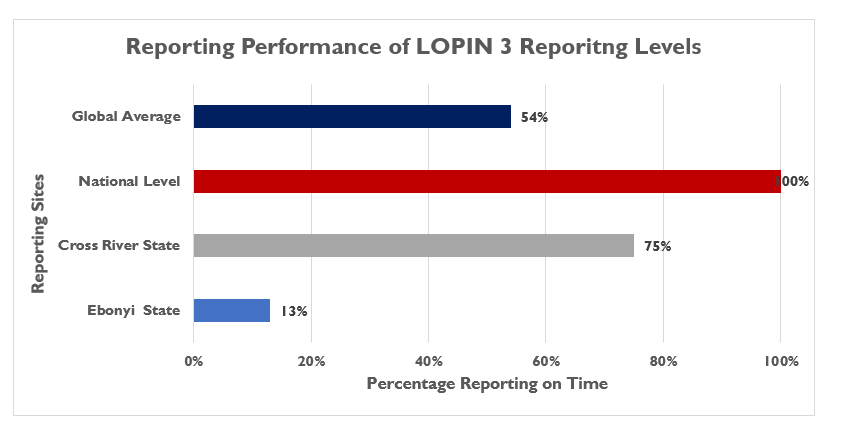 Reporting Performance of LOPIN 3 Reporitng Levels
Global Average
54%
National Level
100%
Cross River State
75%
Ebonyi  State
13%
Reporting Sites
0%
20%
40%
60%
80%
100%
Percentage Reporting on Time